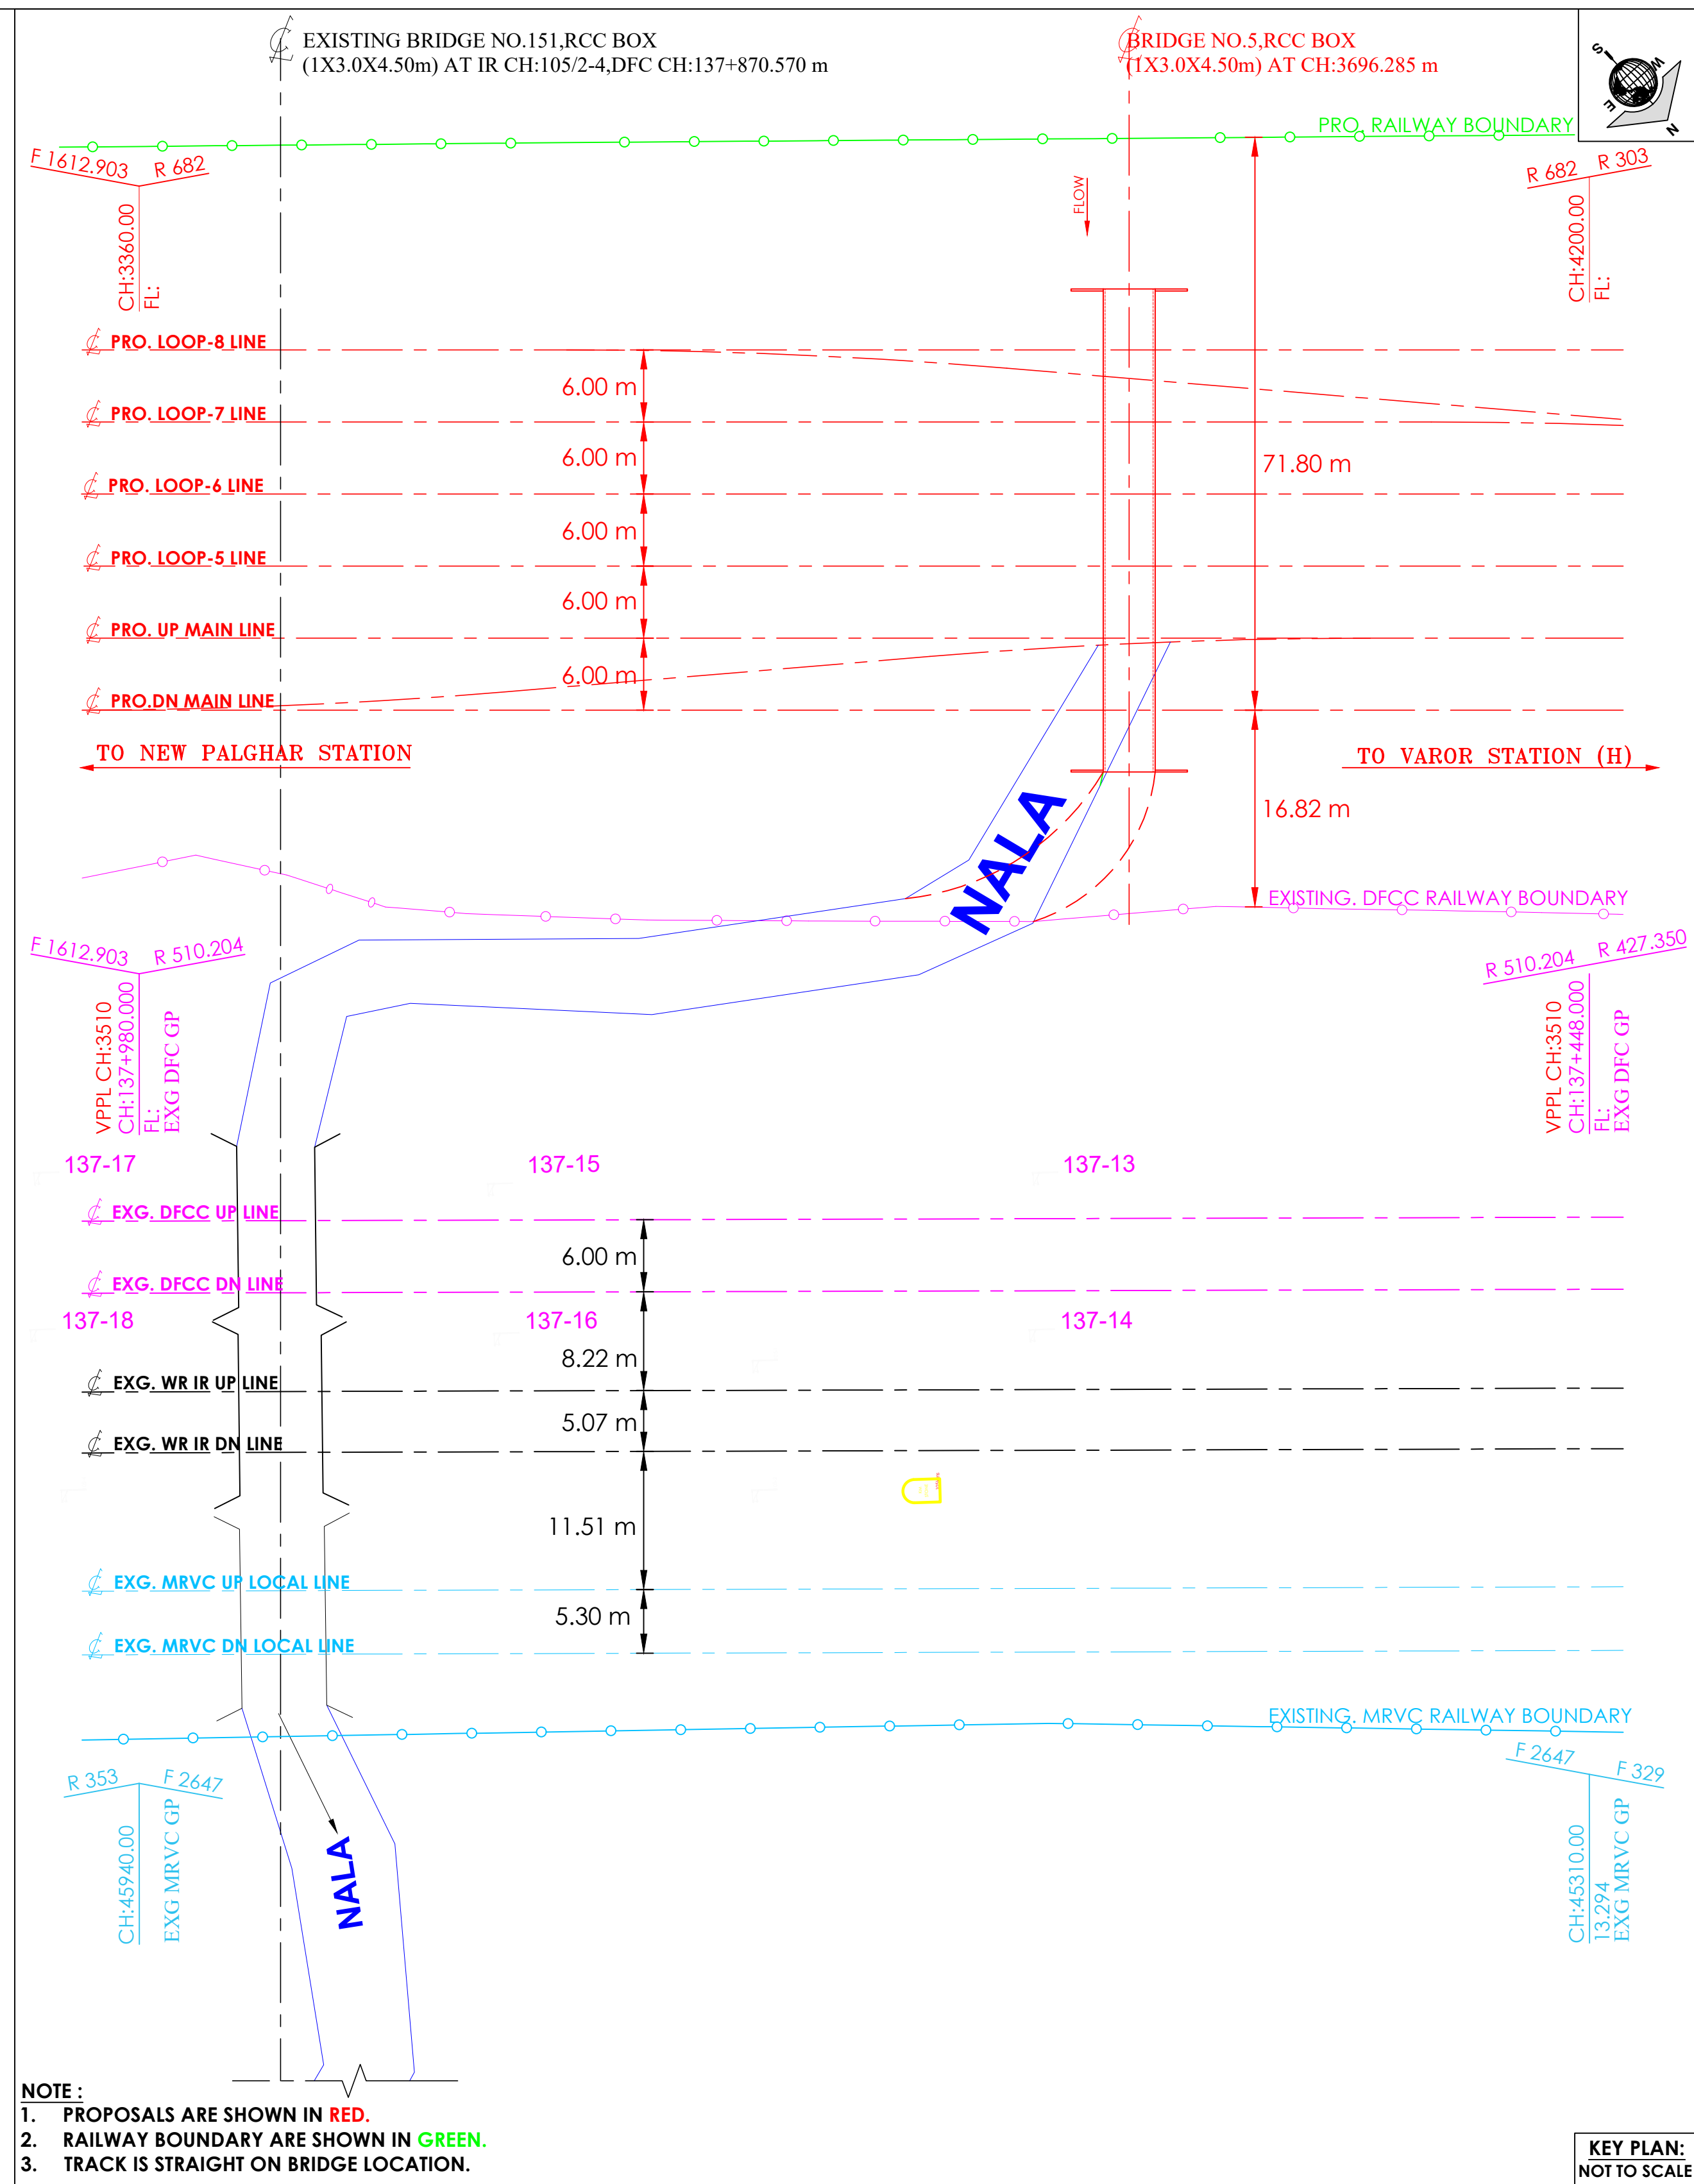 EXISTING BRIDGE NO.151,RCC BOX
(1X3.0X4.50m) AT IR CH:105/2-4,DFC CH:137+870.570 m
BRIDGE NO.5,RCC BOX
(1X3.0X4.50m) AT CH:3696.285 m
S
W
E
N
PRO. RAILWAY BOUNDARY
F 1612.903
R 682
CH:3360.00
FL:
FLOW
R 682
R 303
CH:4200.00
FL:
PRO. LOOP-8 LINE
6.00 m
PRO. LOOP-7 LINE
6.00 m
71.80 m
PRO. LOOP-6 LINE
6.00 m
PRO. LOOP-5 LINE
6.00 m
PRO. UP MAIN LINE
6.00 m
PRO.DN MAIN LINE
TO NEW PALGHAR STATION
TO VAROR STATION (H)
16.82 m
NALA
EXISTING. DFCC RAILWAY BOUNDARY
F 1612.903
R 510.204
VPPL CH:3510
CH:137+980.000
FL:
EXG DFC GP
R 510.204
R 427.350
VPPL CH:3510
CH:137+448.000
FL:
EXG DFC GP
137-17
137-15
137-13
EXG. DFCC UP LINE
6.00 m
EXG. DFCC DN LINE
137-18
137-16
137-14
8.22 m
EXG. WR IR UP LINE
5.07 m
EXG. WR IR DN LINE
11.51 m
EXG. MRVC UP LOCAL LINE
5.30 m
EXG. MRVC DN LOCAL LINE
EXISTING. MRVC RAILWAY BOUNDARY
R 353
F 2647
CH:45940.00
EXG MRVC GP
F 2647
F 329
CH:45310.00
13.294
EXG MRVC GP
NALA
NOTE :
1. PROPOSALS ARE SHOWN IN RED.
2. RAILWAY BOUNDARY ARE SHOWN IN GREEN.
3. TRACK IS STRAIGHT ON BRIDGE LOCATION.
KEY PLAN:
NOT TO SCALE